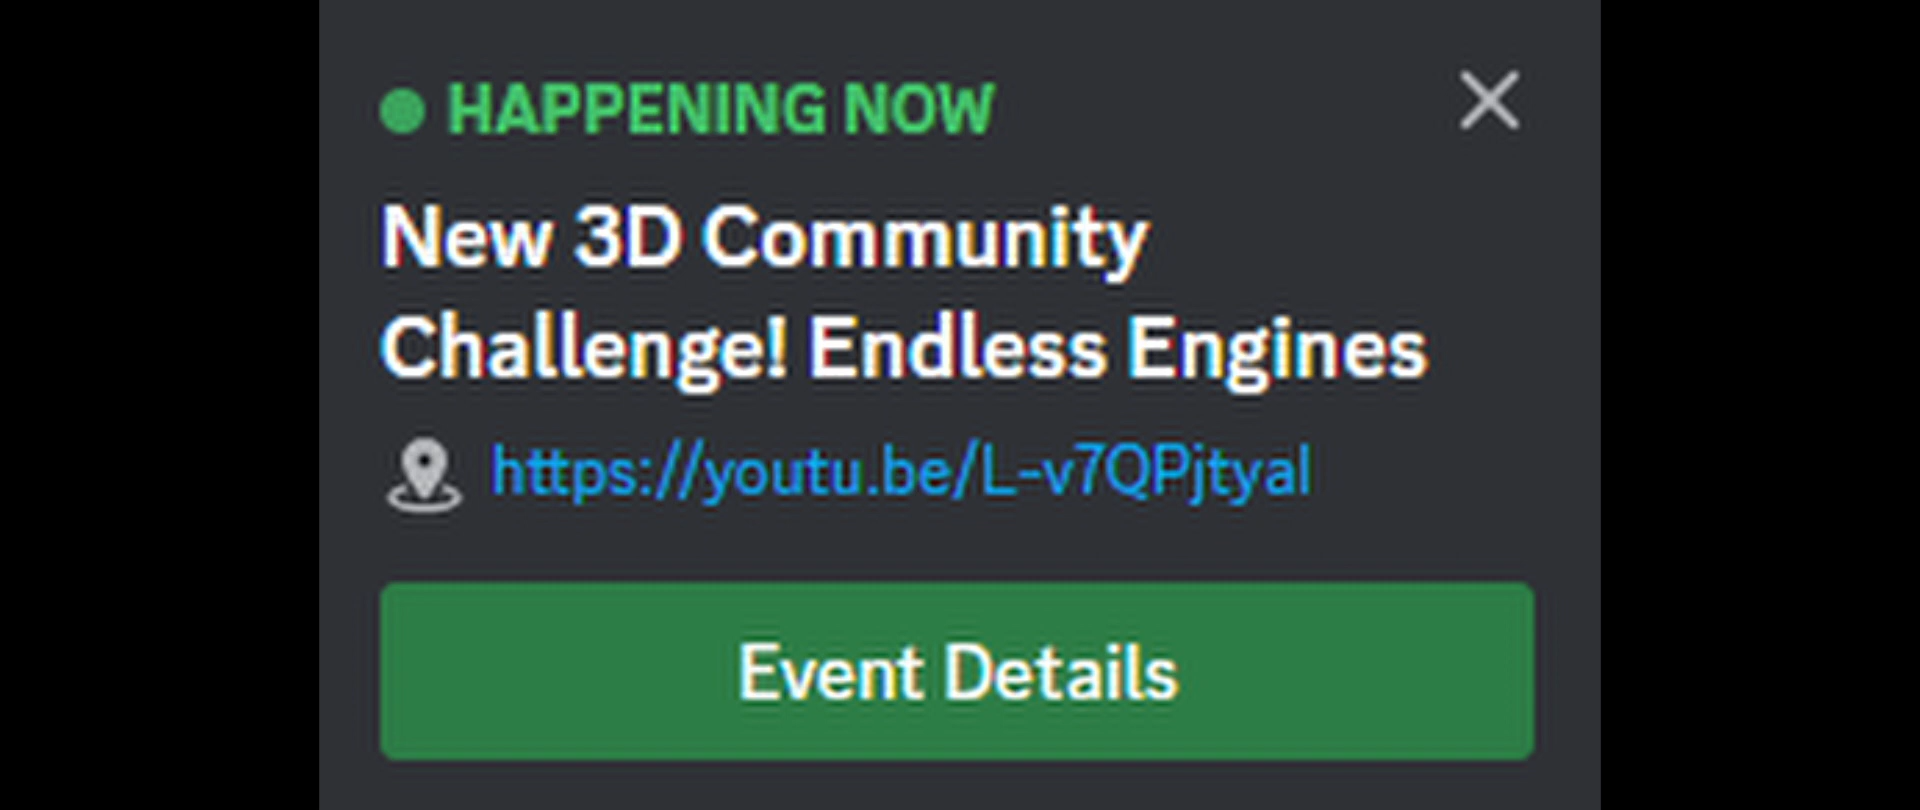 HAPPENING NOW
New 3D Community
Challenge! Endless Engines
https://youtu.be/L-v7QPjtyal
Event Details